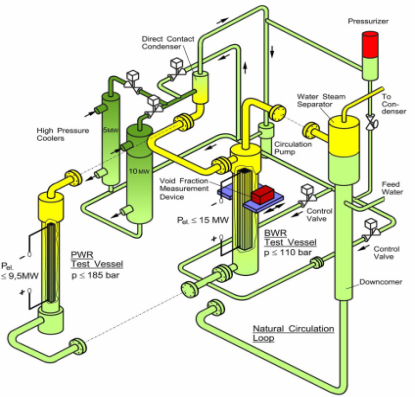 Pressurizer
Direct Contact
Condenser
Water Steam
Separator
To
Con-
denser
5MW
High Pressure
Coolers
10 MW
Circulation
Pump
Void Fraction
Measurement
Device
Feed
Water
Pel. ≤ 15 MW
Control
Valve
BWR
Test Vessel
p ≤ 110 bar
Control
Valve
PWR
Test Vessel
p ≤ 185 bar
Pel.
≤ 9,5MW
Downcomer
Natural Circulation
Loop